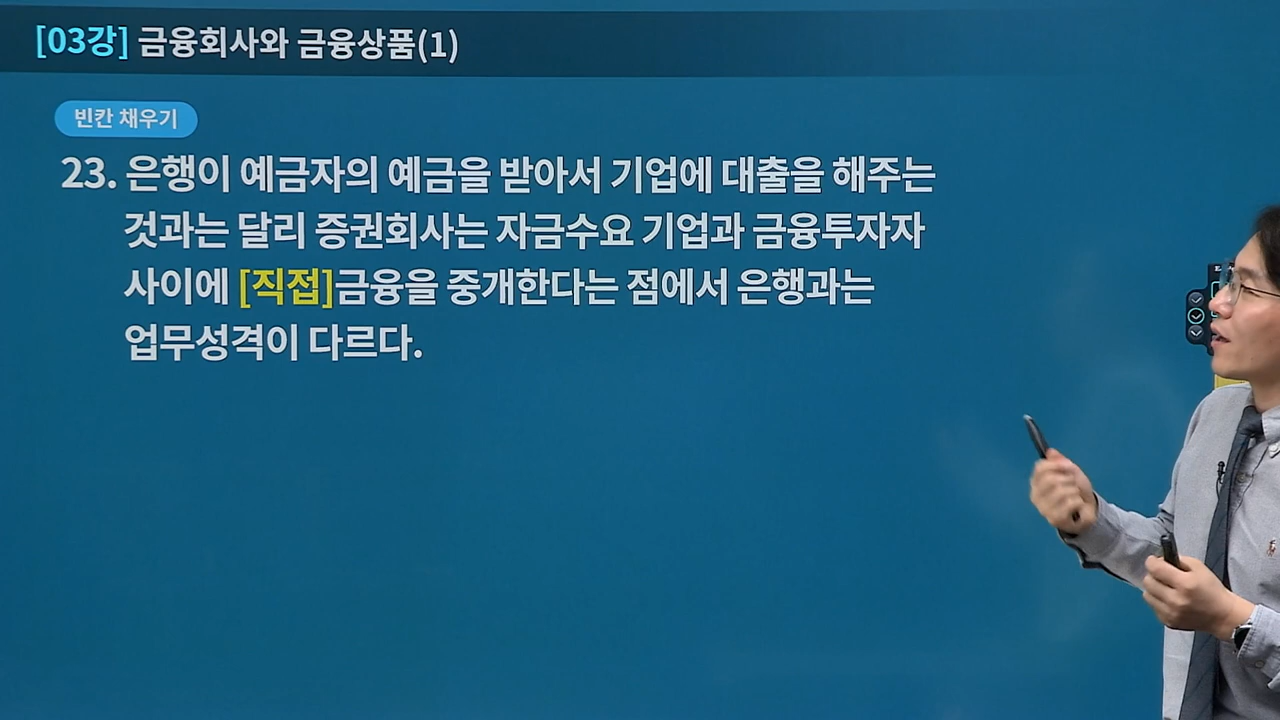 [03강] 금융회사와 금융상품(1)
빈칸 채우기
23. 은행이 예금자의 예금을 받아서 기업에 대출을 해주는
것과는 달리 증권회사는 자금수요 기업과 금융투자자
사이에 [직접]금융을 중개한다는 점에서 은행과는
업무성격이 다르다.